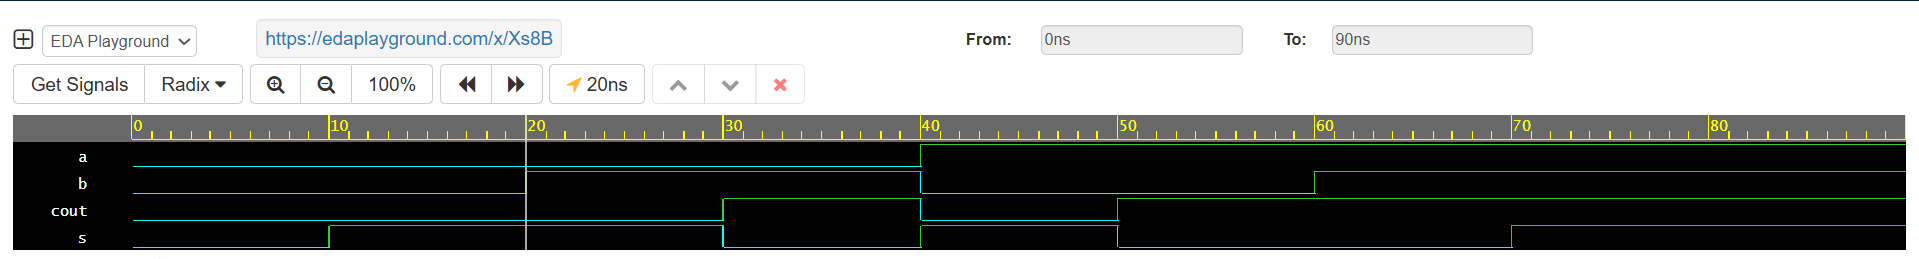 EDA Playground https://edaplayground.com/x/Xs8B From: 0ns To: 90ns
Get Signals Radix 100% 20ns
0 10 20 30 40 50 60 70 80
a
b
cout
s